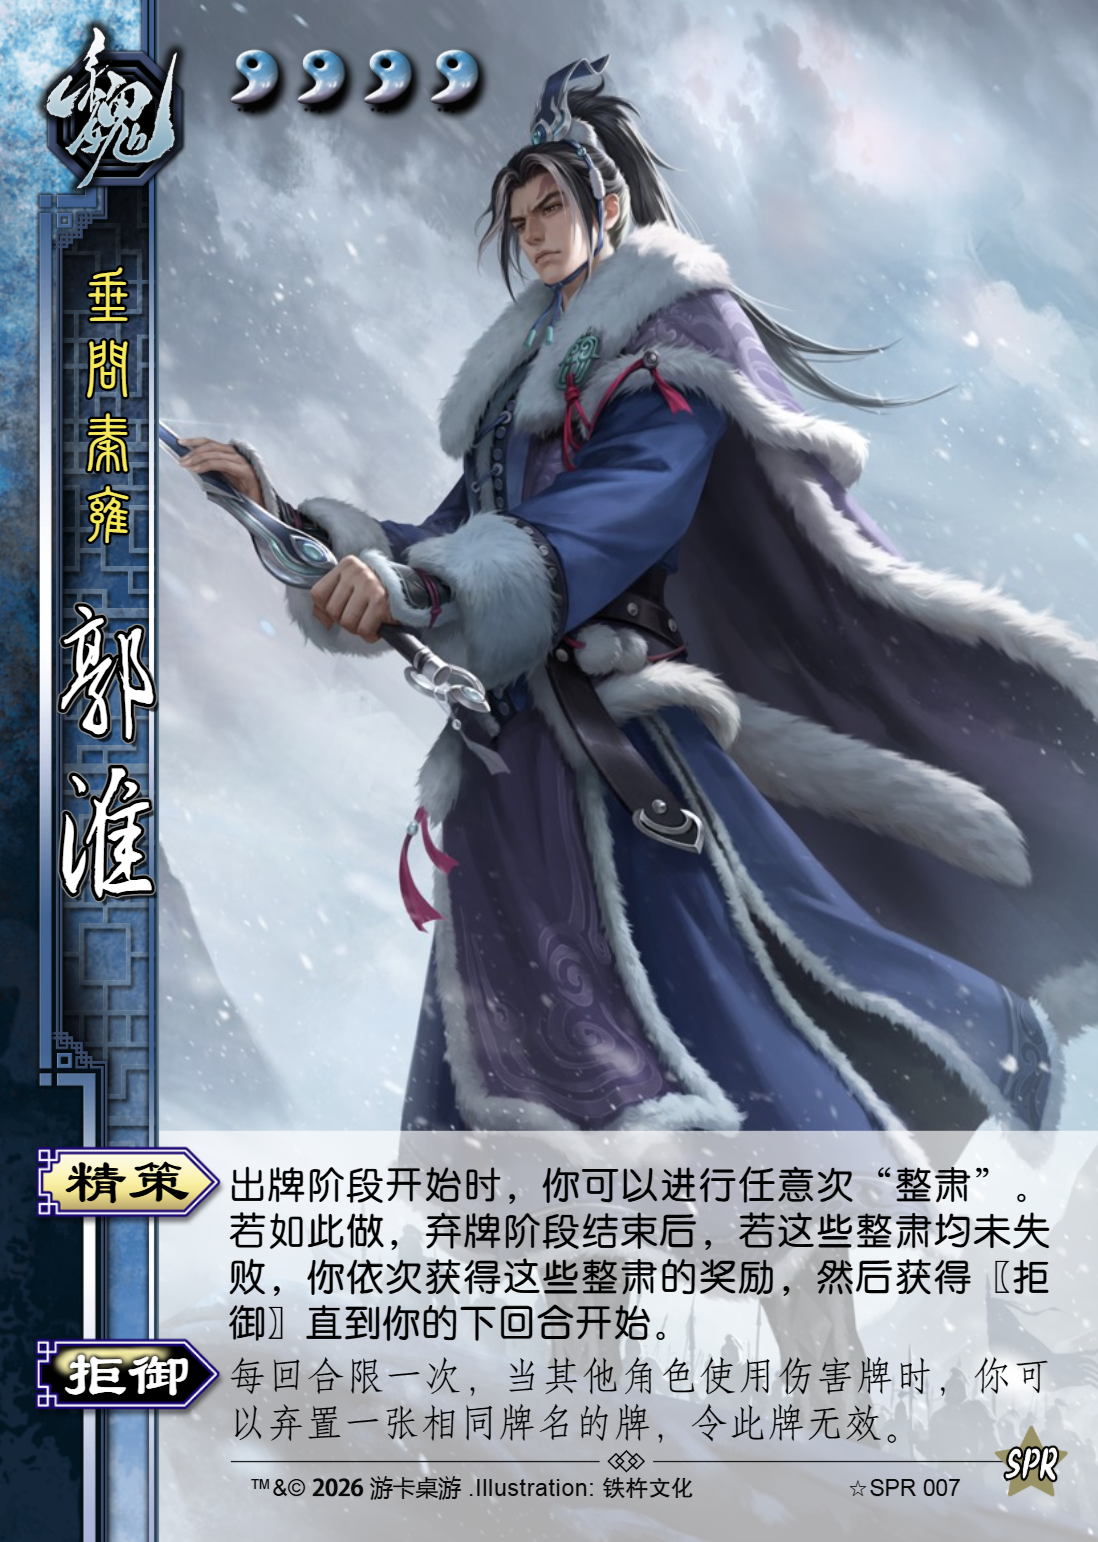 魏
垂問秦雍
郭淮
精策
出牌阶段开始时，你可以进行任意次“整肃”。
若如此做，弃牌阶段结束后，若这些整肃均未失
败，你依次获得这些整肃的奖励，然后获得〖拒
御〗直到你的下回合开始。
拒御
每回合限一次，当其他角色使用伤害牌时，你可
以弃置一张相同牌名的牌，令此牌无效。
™&© 2026 游卡桌游 .Illustration: 铁杵文化
☆SPR 007
SPR